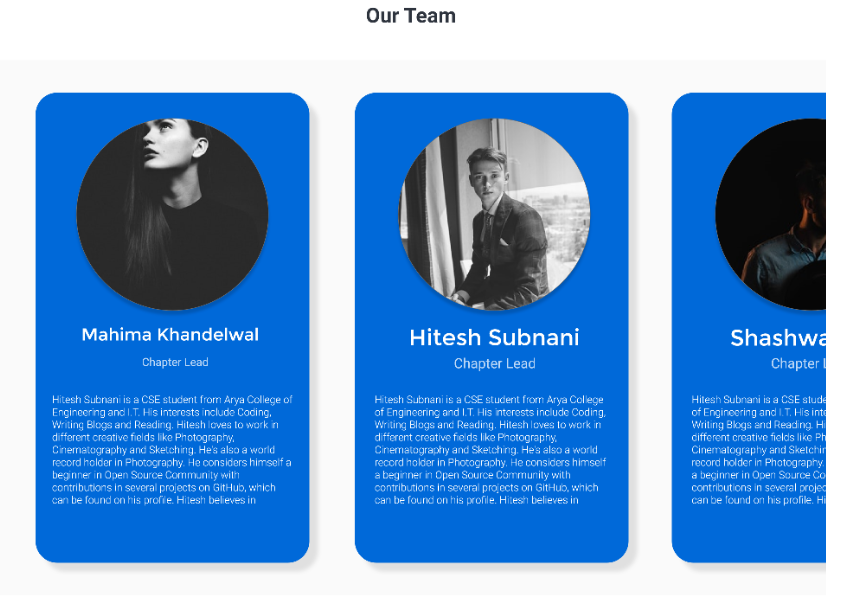 Our Team
Mahima Khandelwal
Chapter Lead
Hitesh Subnani is a CSE student from Arya College of
Engineering and I.T. His interests include Coding,
Writing Blogs and Reading. Hitesh loves to work in
different creative fields like Photography,
Cinematography and Sketching. He's also a world
record holder in Photography. He considers himself a
beginner in Open Source Community with
contributions in several projects on GitHub, which
can be found on his profile. Hitesh believes in
Hitesh Subnani
Chapter Lead
Hitesh Subnani is a CSE student from Arya College
of Engineering and I.T. His interests include Coding,
Writing Blogs and Reading. Hitesh loves to work in
different creative fields like Photography,
Cinematography and Sketching. He's also a world
record holder in Photography. He considers himself
a beginner in Open Source Community with
contributions in several projects on GitHub, which
can be found on his profile. Hitesh believes in
Shashwa
Chapter L
Hitesh Subnani is a CSE stude
of Engineering and I.T. His inte
Writing Blogs and Reading. Hi
different creative fields like Ph
Cinematography and Sketchin
record holder in Photography.
a beginner in Open Source Co
contributions in several projec
can be found on his profile. Hi